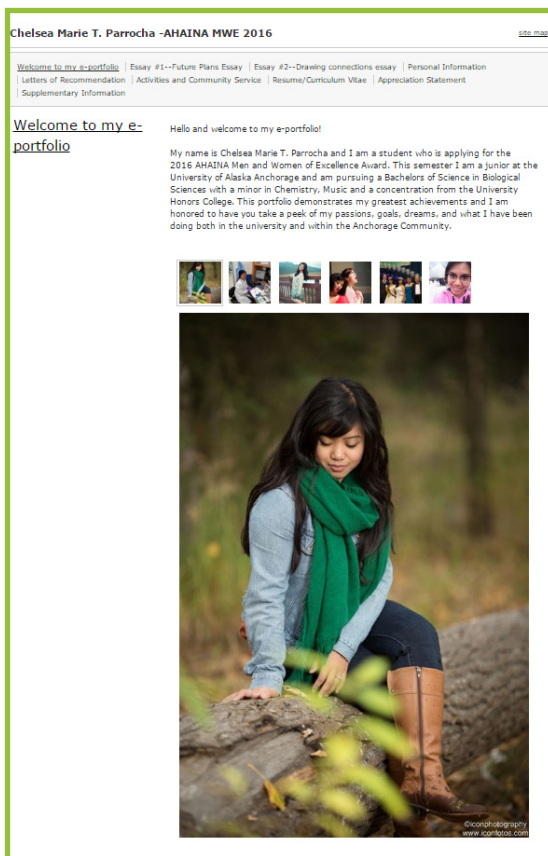 Chelsea Marie T. Parrocha -AHAINA MWE 2016
site map
Welcome to my e-portfolio | Essay #1--Future Plans Essay | Essay #2--Drawing connections essay | Personal Information
| Letters of Recommendation | Activities and Community Service | Resume/Curriculum Vitae | Appreciation Statement
| Supplementary Information
Welcome to my e-
portfolio
Hello and welcome to my e-portfolio!
My name is Chelsea Marie T. Parrocha and I am a student who is applying for the
2016 AHAINA Men and Women of Excellence Award. This semester I am a junior at the
University of Alaska Anchorage and am pursuing a Bachelors of Science in Biological
Sciences with a minor in Chemistry, Music and a concentration from the University
Honors College. This portfolio demonstrates my greatest achievements and I am
honored to have you take a peek of my passions, goals, dreams, and what I have been
doing both in the university and within the Anchorage Community.
©iconphotography
www.iconfotos.com